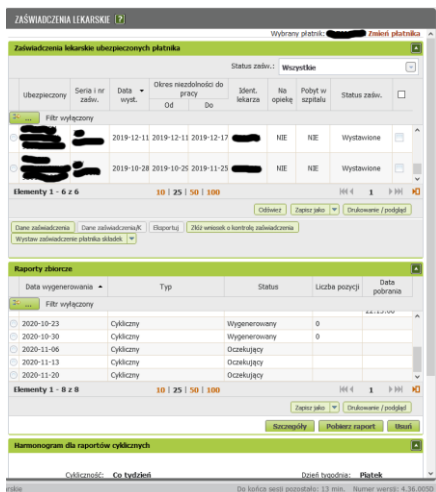 ZAŚWIADCZENIA LEKARSKIE [?]
Wybrany płatnik: Zmień płatnika
Zaświadczenia lekarskie ubezpieczonych płatnika
Status zaśw.: Wszystkie
Ubezpieczony Seria i nr zaśw. Data wyst. Okres niezdolności do pracy Od Do Ident. lekarza Na opiekę Pobyt w szpitalu Status zaśw.
... Filtr wyłączony
2019-12-11 2019-12-11 2019-12-17 NIE NIE Wystawione
2019-10-28 2019-10-29 2019-11-25 NIE NIE Wystawione
Elementy 1 - 6 z 6 10 | 25 | 50 | 100 1
Odśwież Zapisz jako Drukowanie / podgląd
Dane zaświadczenia Dane zaświadczenia/K Eksportuj Złóż wniosek o kontrolę zaświadczenia
Wystaw zaświadczenie płatnika składek
Raporty zbiorcze
Data wygenerowania Typ Status Liczba pozycji Data pobrania
... Filtr wyłączony
2020-10-23 Cykliczny Wygenerowany 0
2020-10-30 Cykliczny Wygenerowany 0
2020-11-06 Cykliczny Oczekujący
2020-11-13 Cykliczny Oczekujący
2020-11-20 Cykliczny Oczekujący
Elementy 1 - 8 z 8 10 | 25 | 50 | 100 1
Zapisz jako Drukowanie / podgląd
Szczegóły Pobierz raport Usuń
Harmonogram dla raportów cyklicznych
Cykliczność: Co tydzień Dzień tygodnia: Piątek
rskie Do końca sesji pozostało: 13 min. Numer wersji: 4.36.0050